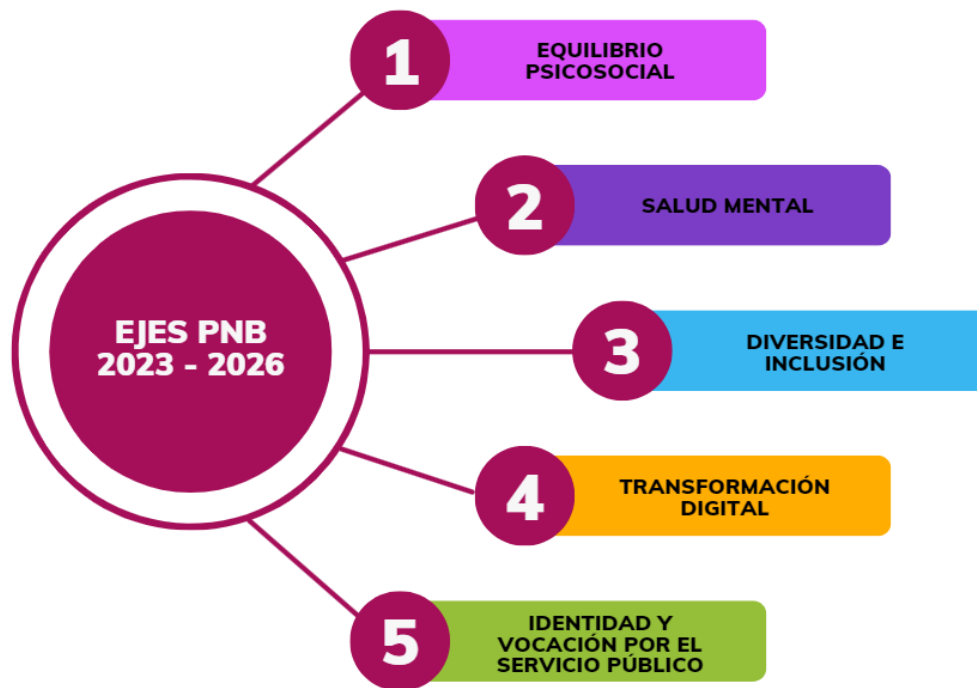 EJES PNB
2023 - 2026
1
EQUILIBRIO
PSICOSOCIAL
2
SALUD MENTAL
3
DIVERSIDAD E
INCLUSIÓN
4
TRANSFORMACIÓN
DIGITAL
5
IDENTIDAD Y
VOCACIÓN POR EL
SERVICIO PÚBLICO